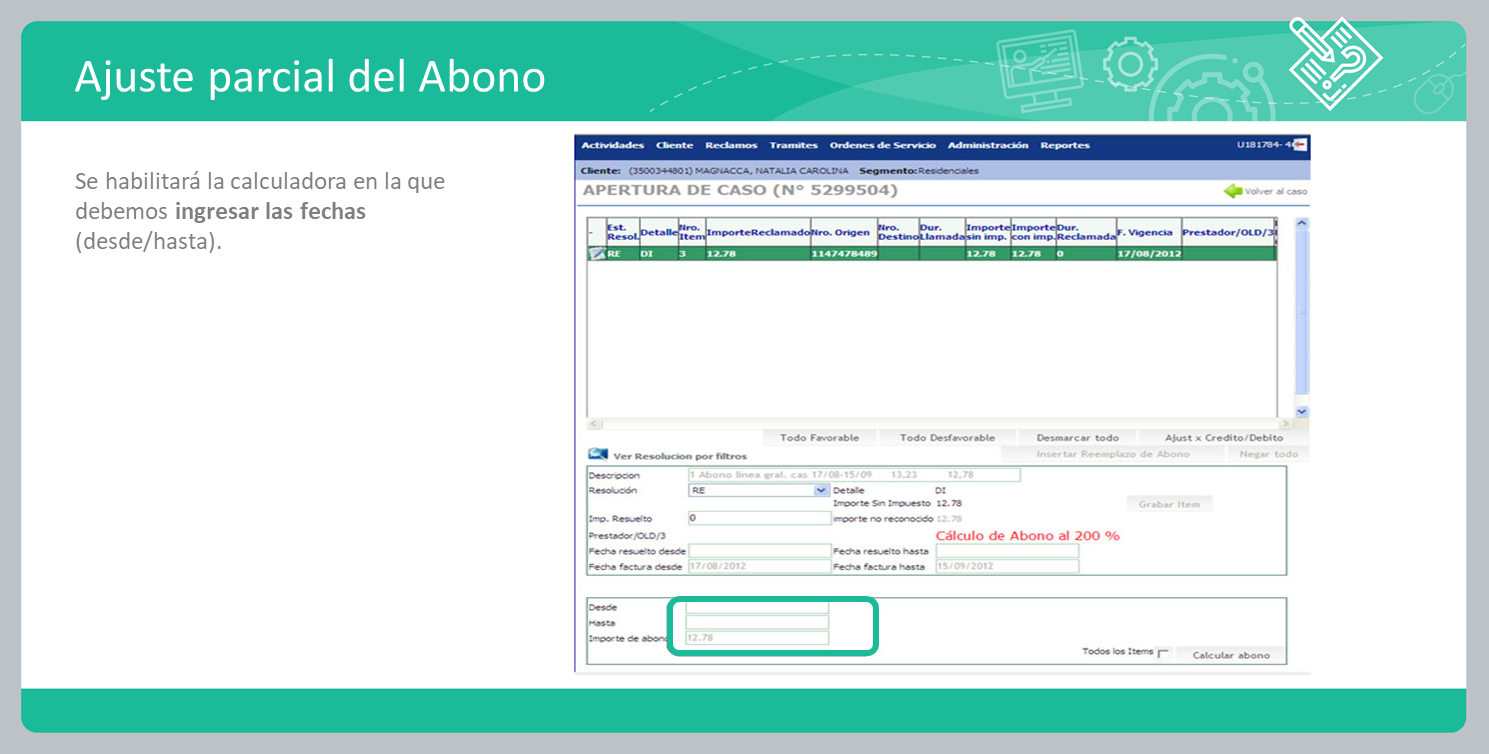 Ajuste parcial del Abono
Se habilitará la calculadora en la que
debemos ingresar las fechas
(desde/hasta).
Actividades Cliente Reclamos Tramites Ordenes de Servicio Administración Reportes U181784-
Cliente: (3500344801) MAGNACCA, NATALIA CAROLINA Segmento: Residenciales
APERTURA DE CASO (N° 5299504)
Volver al caso
- Est. Resol. Detalle Nro. Item ImporteReclamado Nro. Origen Nro. Destino Dur. Llamada Importe sin imp. Importe con imp. Dur. Reclamada F. Vigencia Prestador/OLD/3
RE DI 3 12.78 1147478489 12.78 12.78 0 17/08/2012
Todo Favorable Todo Desfavorable Desmarcar todo Ajust x Credito/Debito
Ver Resolucion por filtros Insertar Reemplazo de Abono Negar todo
Descripcion 1 Abono linea gral. cas 17/08-15/09 13,23 12,78
Resolución RE Detalle DI
Importe Sin Impuesto 12.78 Grabar Item
Imp. Resuelto 0 importe no reconocido 12.78
Prestador/OLD/3 Cálculo de Abono al 200 %
Fecha resuelto desde Fecha resuelto hasta
Fecha factura desde 17/08/2012 Fecha factura hasta 15/09/2012
Desde
Hasta
Importe de abono 12.78
Todos los Items Calcular abono